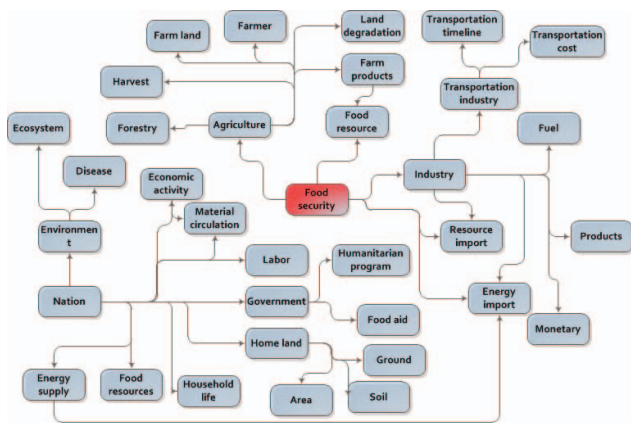 Farm land
Farmer
Land
degradation
Transportation
timeline
Transportation
cost
Harvest
Farm
products
Transportation
industry
Ecosystem
Forestry
Agriculture
Food
resource
Fuel
Disease
Economic
activity
Industry
Food
security
Material
circulation
Environmen
t
Resource
import
Products
Labor
Humanitarian
program
Nation
Government
Energy
import
Food aid
Monetary
Home land
Ground
Energy
supply
Food
resources
Household
life
Area
Soil